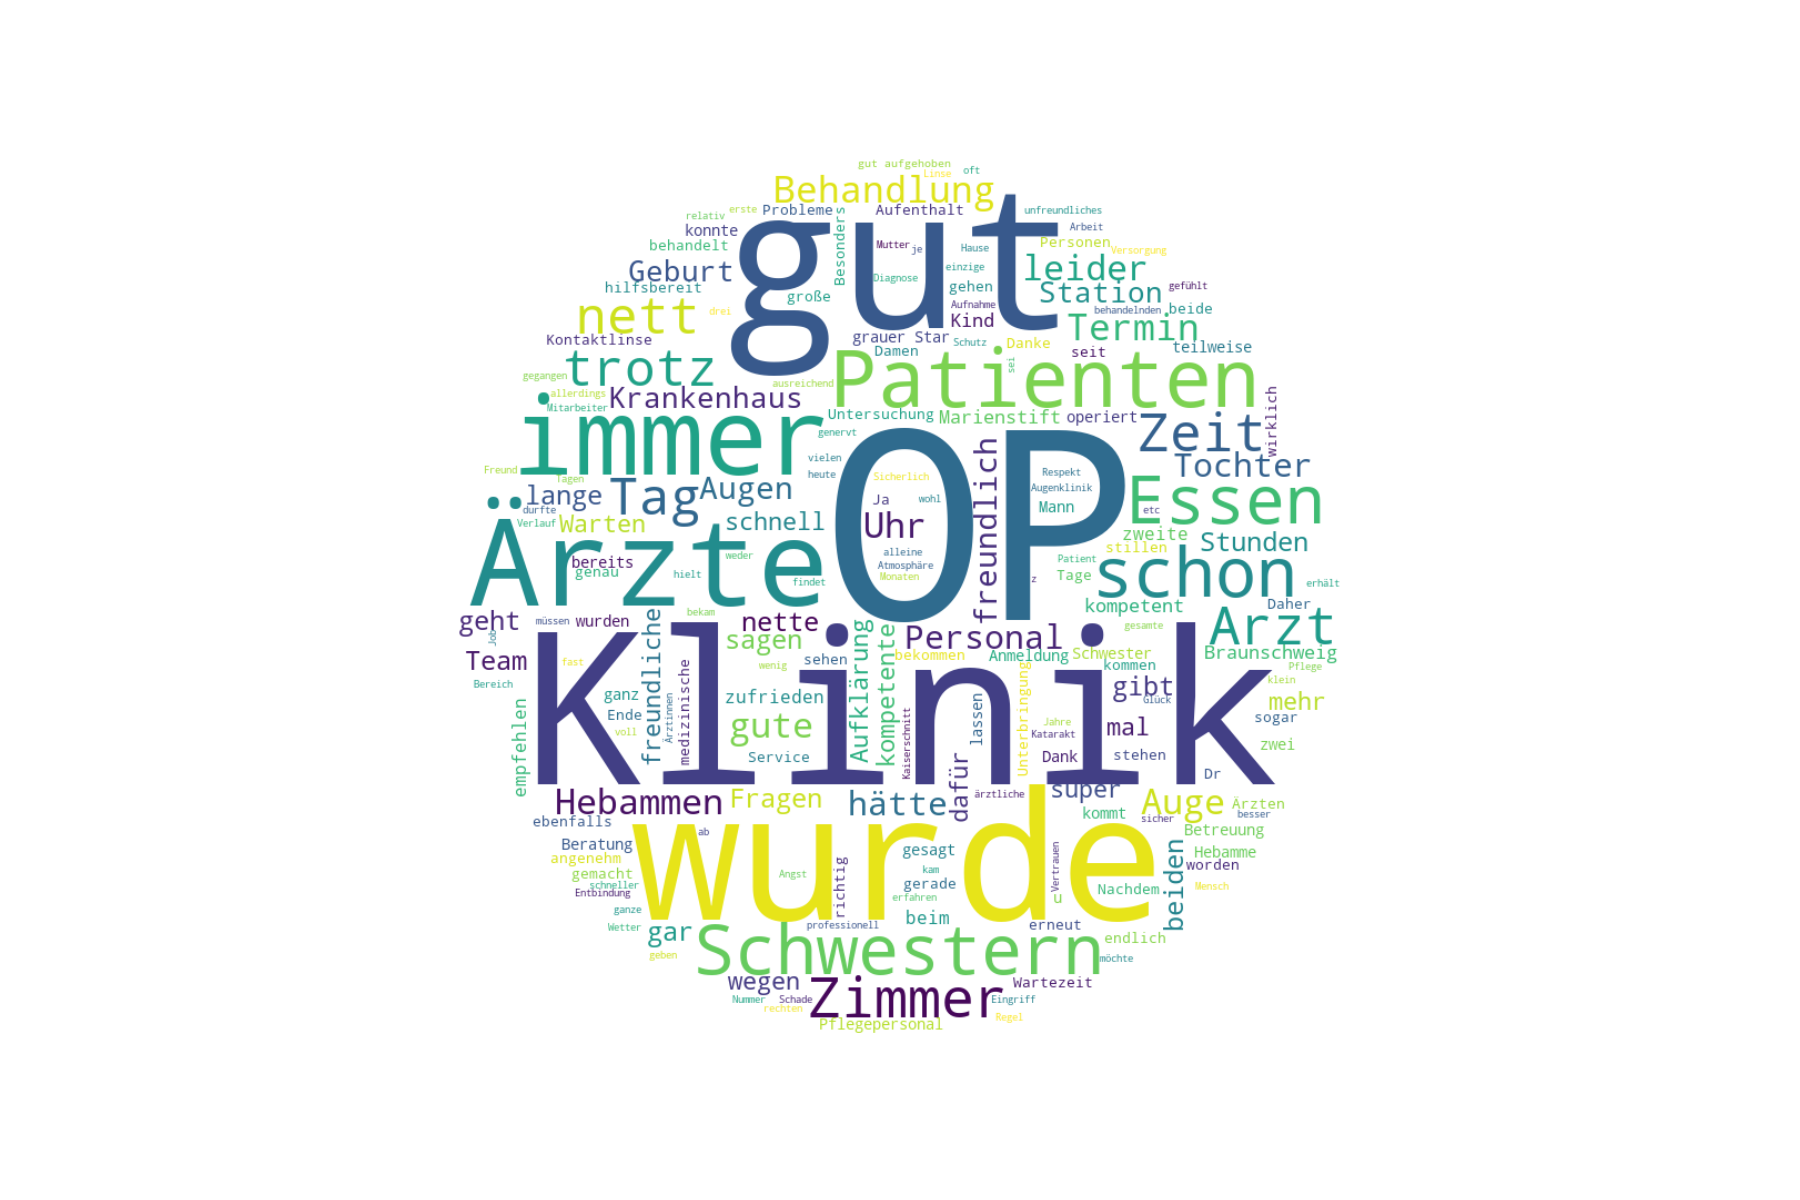 gut aufgehoben
Linse
oft
Behandlung
relativ
erste
Probleme
Aufenthalt
unfreundliches
konnte
gut
Arbeit
behandelt
Besonders
Mutter
je
Hause
Personen
Versorgung
Geburt
Diagnose
einzige
leider
hilfsbereit
große
gehen
Station
gefühlt
nett
drei
Aufnahme
Kind
behandelnden
beide
Termin
Kontaktlinse
grauer Star
Schutz
Danke
seit
teilweise
trotz
Damen
sei
gegangen
ausreichend
Patienten
allerdings
Krankenhaus
Mitarbeiter
Untersuchung
Marienstift
operiert
wirklich
immer
genervt
Zeit
Freund
Tagen
vielen
heute
Sicherlich
freundlich
Respekt
Augenklinik
Tochter
lange
Tag
Augen
Ja
wohl
Mann
Essen
durfte
etc
Verlauf
Warten
schnell
Uhr
OP
zweite
Stunden
Ärzte
bereits
genau
weder
alleine
Atmosphäre
Monaten
stillen
Patient
schon
hielt
findet
z
Tage
erhält
geht
müssen
wurden
bekam
nette
kompetent
Daher
Arzt
Job
freundliche
sagen
Aufklärung
kompetente
Personal
gesamte
Team
fast
wenig
sehen
bekommen
Anmeldung
Schwester
kommen
Braunschweig
Pflege
Bereich
medizinische
Ärztinnen
ganz
zufrieden
Klinik
lassen
Unterbringung
gibt
Glück
klein
mehr
empfehlen
Ende
voll
gute
Kaiserschnitt
Jahre
Katarakt
mal
sogar
Service
Dank
stehen
zwei
Dr
Hebammen
Fragen
hätte
dafür
ärztliche
super
Auge
Ärzten
ebenfalls
ab
kommt
sicher
besser
Beratung
wurde
gesagt
Vertrauen
Betreuung
angenehm
Hebamme
gemacht
Angst
richtig
kam
beiden
worden
schneller
gerade
Nachdem
Mensch
Entbindung
erfahren
u
ganze
beim
Wetter
professionell
erneut
gar
Schwestern
endlich
geben
möchte
wegen
Wartezeit
Nummer
Schade
Zimmer
Eingriff
rechten
Regel
Pflegepersonal